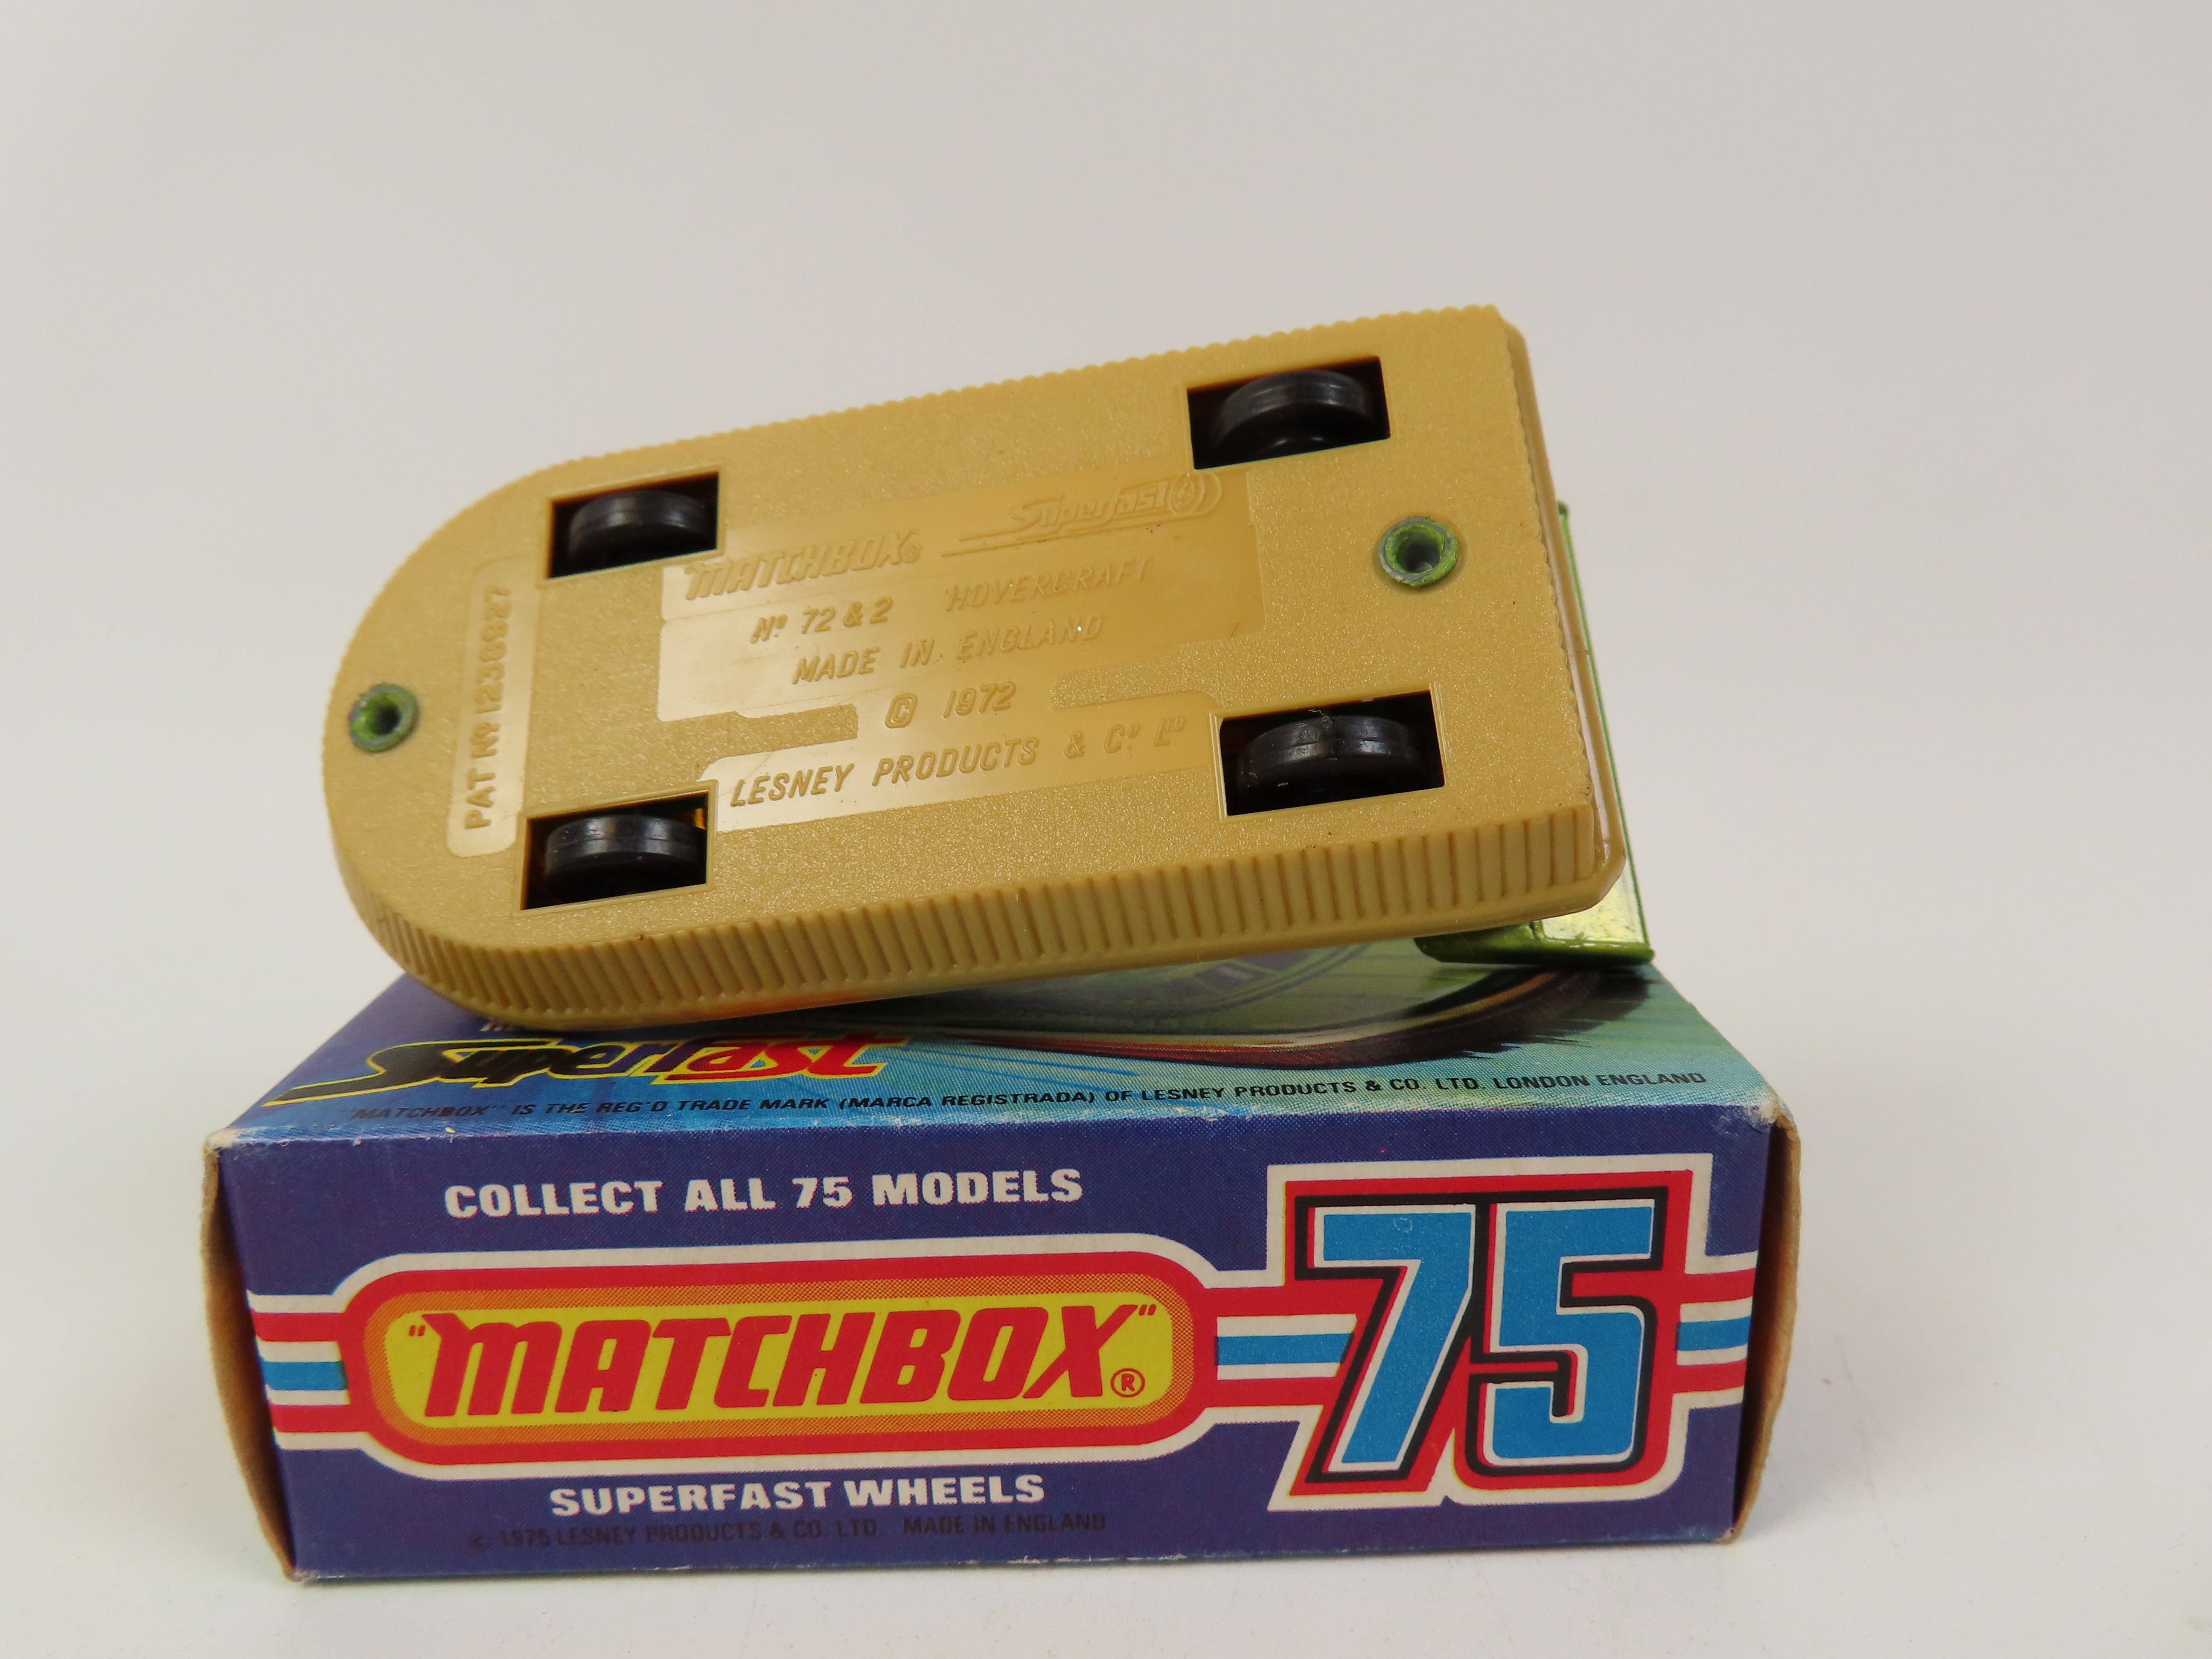 MATCHBOX® Superfast
Nº 72 & 2 HOVERCRAFT
MADE IN ENGLAND
© 1972
LESNEY PRODUCTS & Cº LTD
PAT Nº 1238927
Superfast
"MATCHBOX" IS THE REG'D TRADE MARK (MARCA REGISTRADA) OF LESNEY PRODUCTS & CO. LTD. LONDON ENGLAND
COLLECT ALL 75 MODELS
"MATCHBOX"® 75
SUPERFAST WHEELS
© 1975 LESNEY PRODUCTS & CO. LTD MADE IN ENGLAND